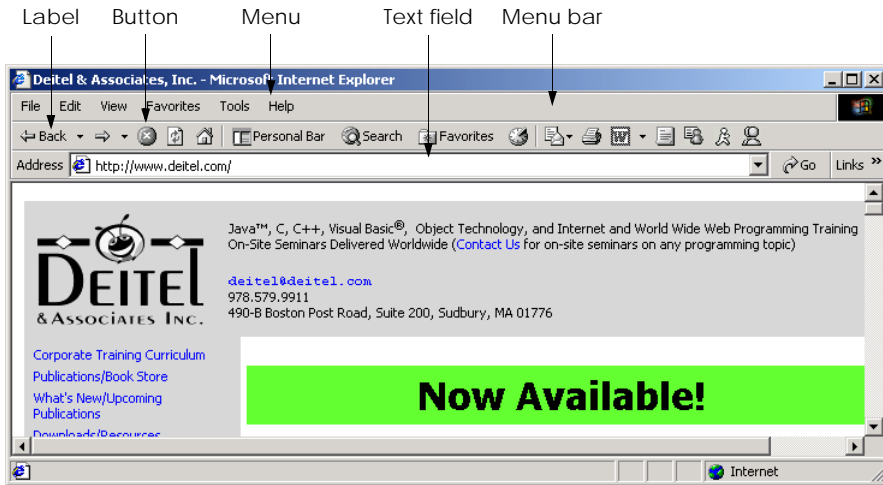 Label Button Menu Text field Menu bar
Deitel & Associates, Inc. - Microsoft Internet Explorer
File Edit View Favorites Tools Help
Back Personal Bar Search Favorites
Address http://www.deitel.com/ Go Links »
DEITEL
& ASSOCIATES INC.
Java™, C, C++, Visual Basic®, Object Technology, and Internet and World Wide Web Programming Training
On-Site Seminars Delivered Worldwide (Contact Us for on-site seminars on any programming topic)
deitel@deitel.com
978.579.9911
490-B Boston Post Road, Suite 200, Sudbury, MA 01776
Corporate Training Curriculum
Publications/Book Store
What's New/Upcoming
Publications
Downloads/Resources
Now Available!
Internet